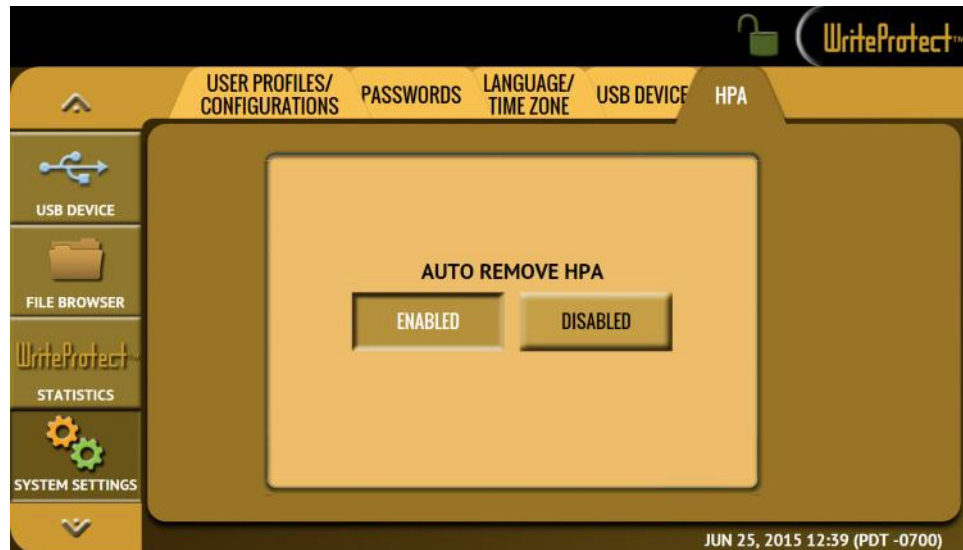 WriteProtect™
USER PROFILES/
CONFIGURATIONS
PASSWORDS
LANGUAGE/
TIME ZONE
USB DEVICE
HPA
USB DEVICE
FILE BROWSER
WriteProtect™
STATISTICS
SYSTEM SETTINGS
AUTO REMOVE HPA
ENABLED
DISABLED
JUN 25, 2015 12:39 (PDT -0700)